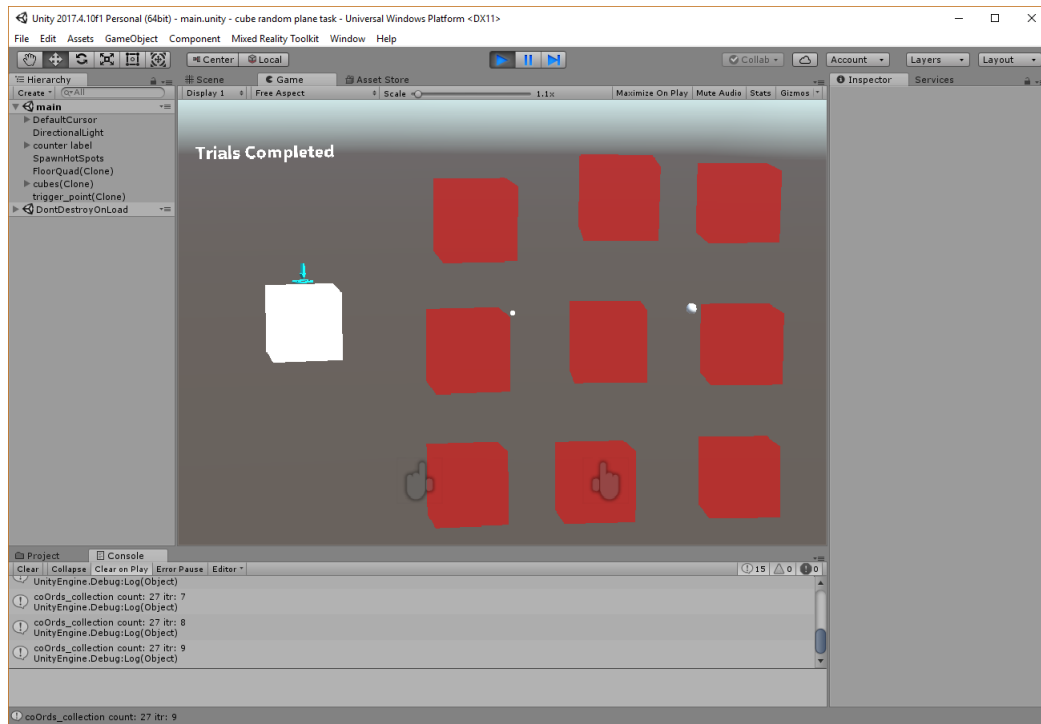 Unity 2017.4.10f1 Personal (64bit) - main.unity - cube random plane task - Universal Windows Platform <DX11>
File Edit Assets GameObject Component Mixed Reality Toolkit Window Help
Center Local Collab Account Layers Layout
Hierarchy Scene Game Asset Store Inspector Services
Create All Display 1 Free Aspect Scale 1.1x Maximize On Play Mute Audio Stats Gizmos
main
DefaultCursor
DirectionalLight
counter label
SpawnHotSpots
FloorQuad(Clone)
cubes(Clone)
trigger_point(Clone)
DontDestroyOnLoad
Trials Completed
Project Console
Clear Collapse Clear on Play Error Pause Editor 15 0 0
UnityEngine.Debug:Log(Object)
coOrds_collection count: 27 itr: 7
UnityEngine.Debug:Log(Object)
coOrds_collection count: 27 itr: 8
UnityEngine.Debug:Log(Object)
coOrds_collection count: 27 itr: 9
UnityEngine.Debug:Log(Object)
coOrds_collection count: 27 itr: 9